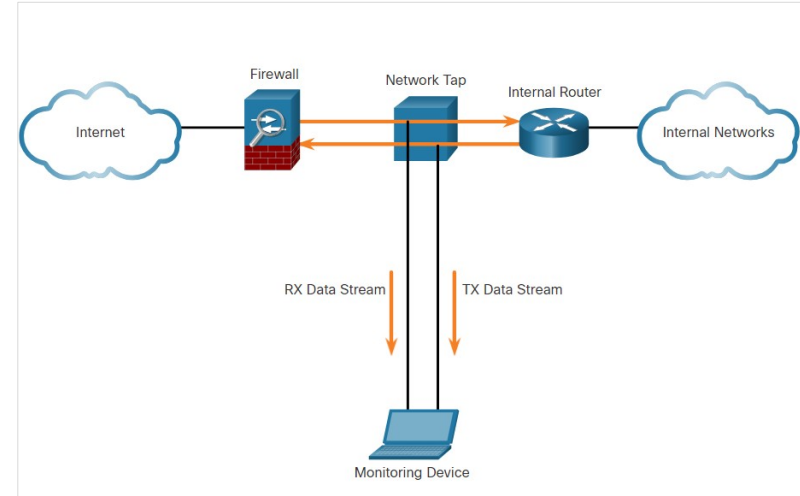 Firewall
Network Tap
Internal Router
Internet
Internal Networks
RX Data Stream
TX Data Stream
Monitoring Device